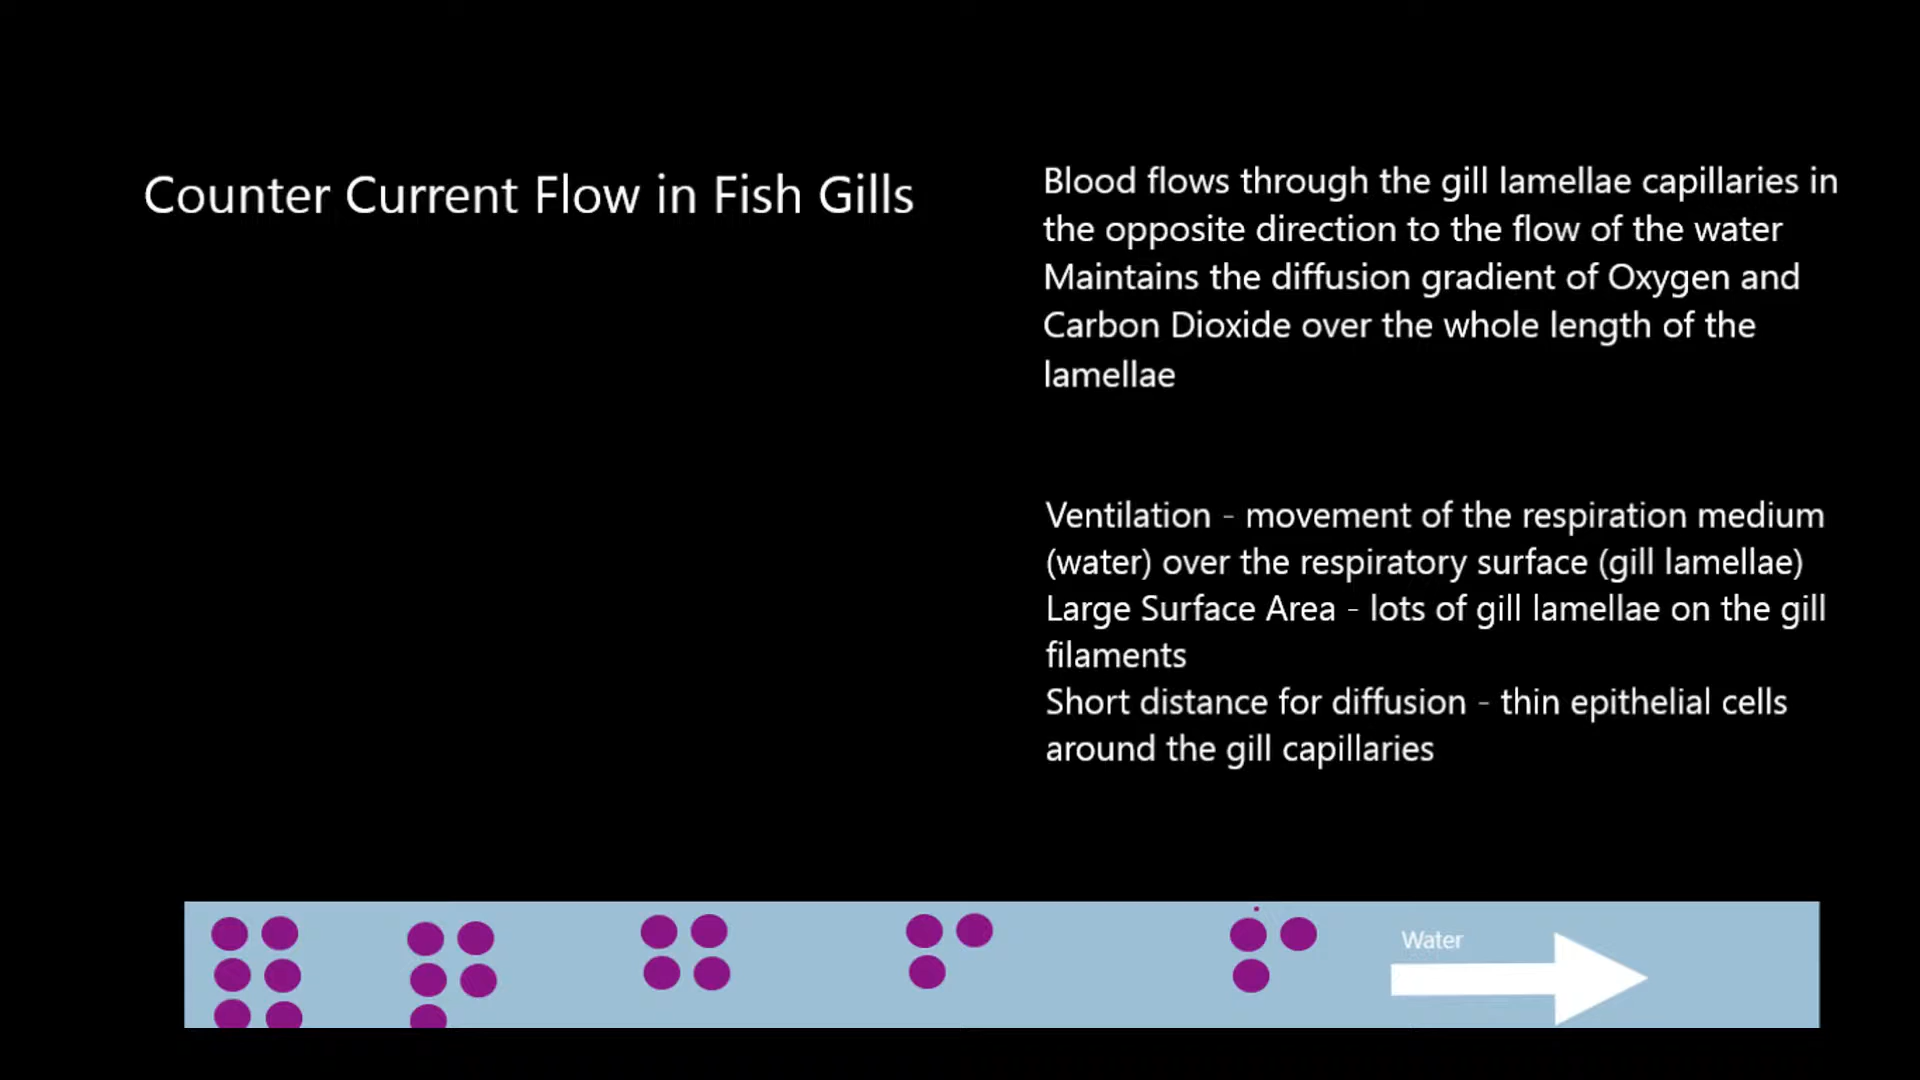 Counter Current Flow in Fish Gills
Blood flows through the gill lamellae capillaries in
the opposite direction to the flow of the water
Maintains the diffusion gradient of Oxygen and
Carbon Dioxide over the whole length of the
lamellae
Ventilation - movement of the respiration medium
(water) over the respiratory surface (gill lamellae)
Large Surface Area - lots of gill lamellae on the gill
filaments
Short distance for diffusion - thin epithelial cells
around the gill capillaries
Water